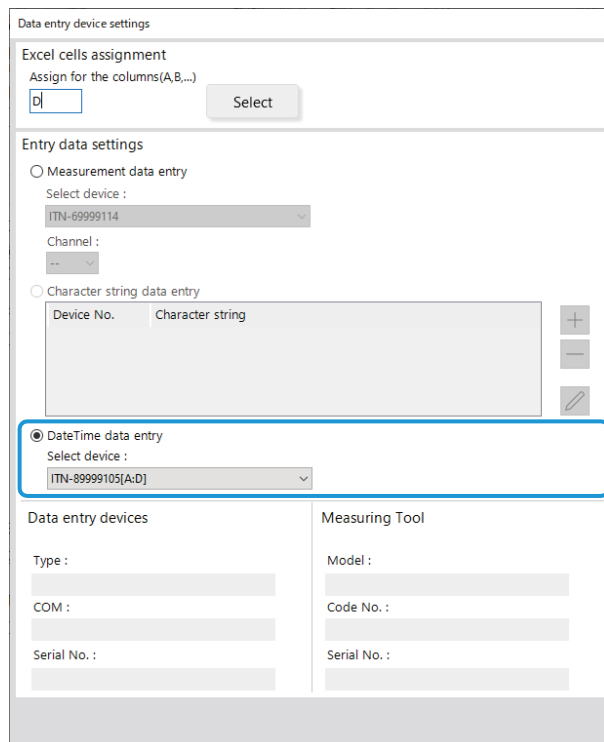 Data entry device settings
Excel cells assignment
Assign for the columns(A,B,...)
D
Select
Entry data settings
Measurement data entry
Select device :
ITN-69999114
Channel :
--
Character string data entry
Device No. Character string
DateTime data entry
Select device :
ITN-89999105[A:D]
Data entry devices
Type :
COM :
Serial No. :
Measuring Tool
Model :
Code No. :
Serial No. :